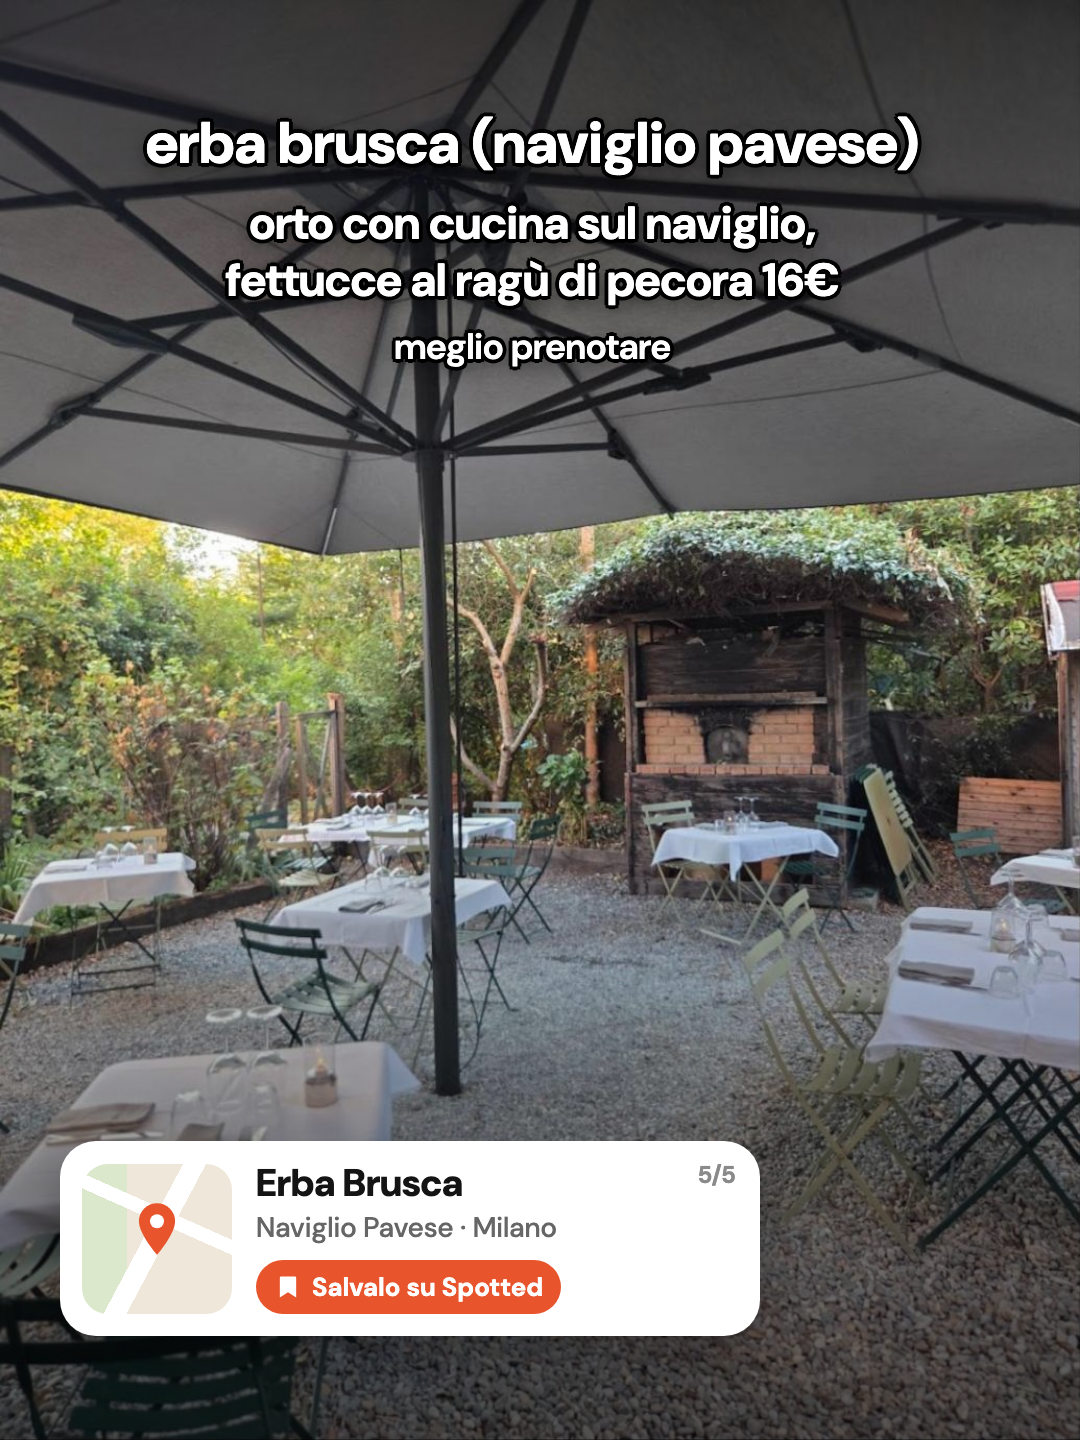 erba brusca (naviglio pavese)
orto con cucina sul naviglio,
fettucce al ragù di pecora 16€
meglio prenotare
Erba Brusca
5/5
Naviglio Pavese · Milano
Salvalo su Spotted